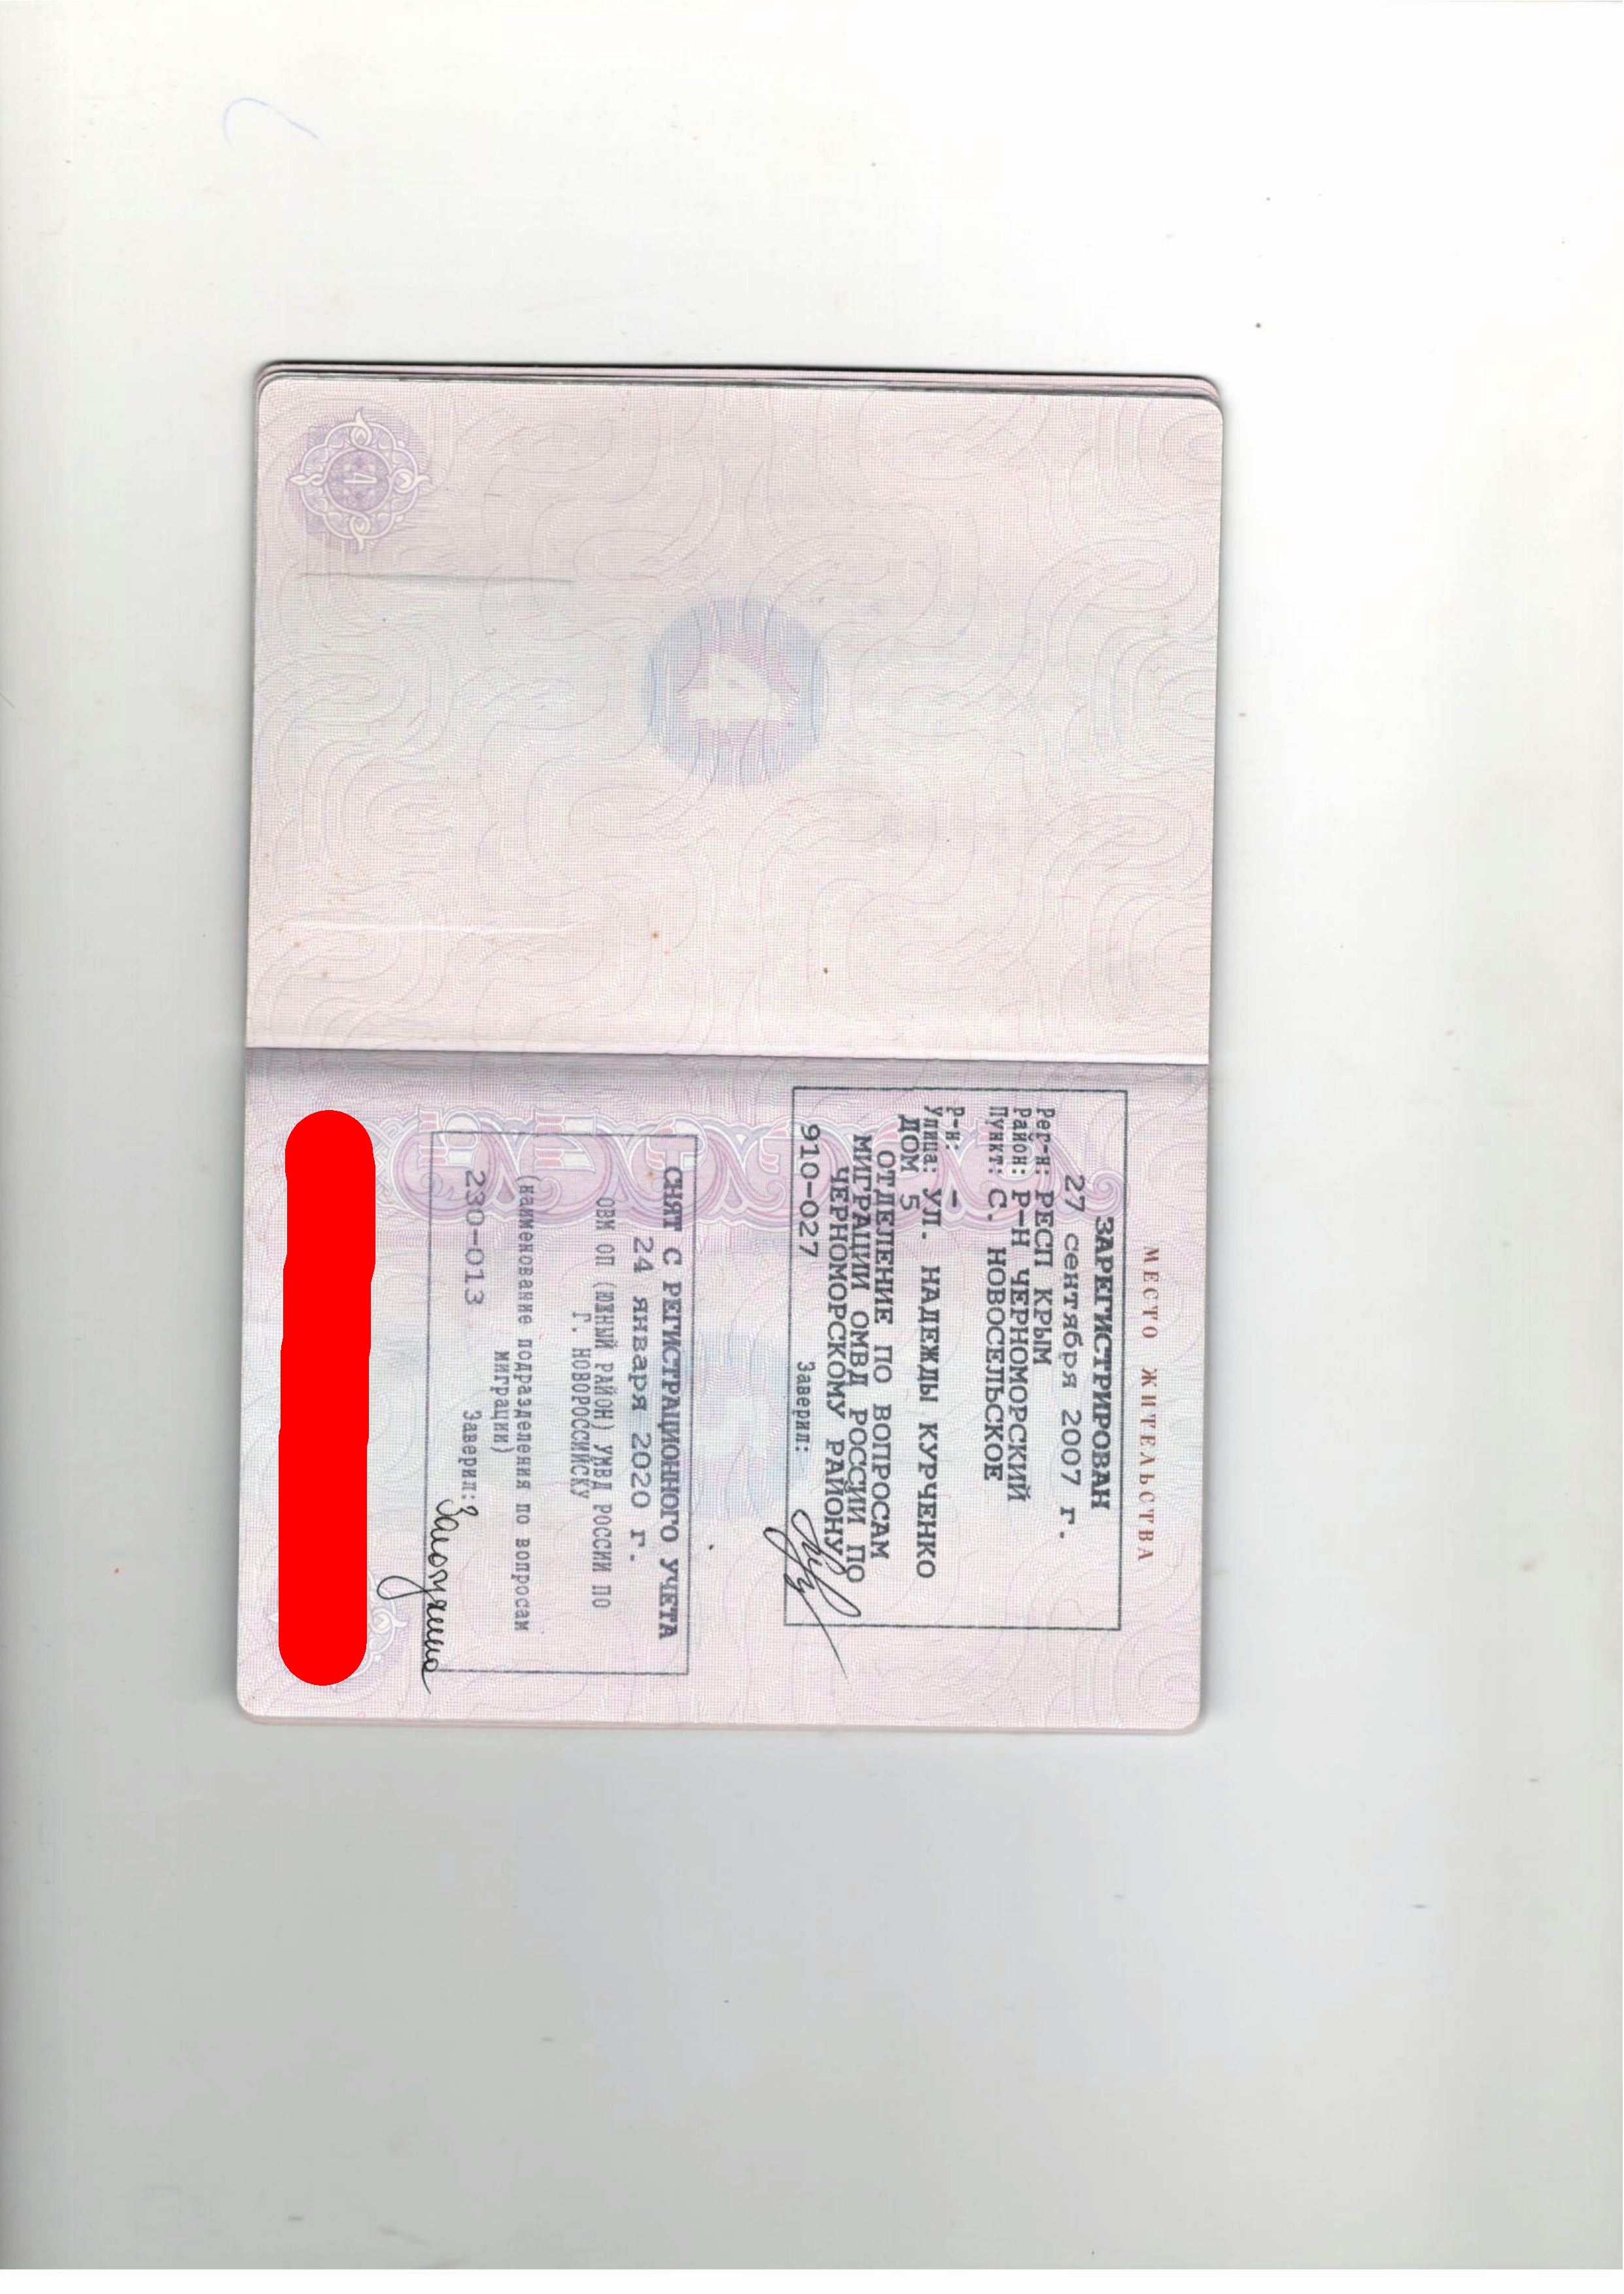 4
4
МЕСТО ЖИТЕЛЬСТВА
ЗАРЕГИСТРИРОВАН
27 сентября 2007 г.
Рег-н: РЕСП КРЫМ
Район: Р-Н ЧЕРНОМОРСКИЙ
Пункт: С. НОВОСЕЛЬСКОЕ
Р-н: -
Улица: УЛ. НАДЕЖДЫ КУРЧЕНКО
ДОМ 5
ОТДЕЛЕНИЕ ПО ВОПРОСАМ
МИГРАЦИИ ОМВД РОССИИ ПО
ЧЕРНОМОРСКОМУ РАЙОНУ
910-027 Заверил:
СНЯТ С РЕГИСТРАЦИОННОГО УЧЕТА
24 января 2020 г.
ОВМ ОП (ЮЖНЫЙ РАЙОН) УМВД РОССИИ ПО
Г. НОВОРОССИЙСКУ
(наименование подразделения по вопросам
миграции)
230-013 Заверил: